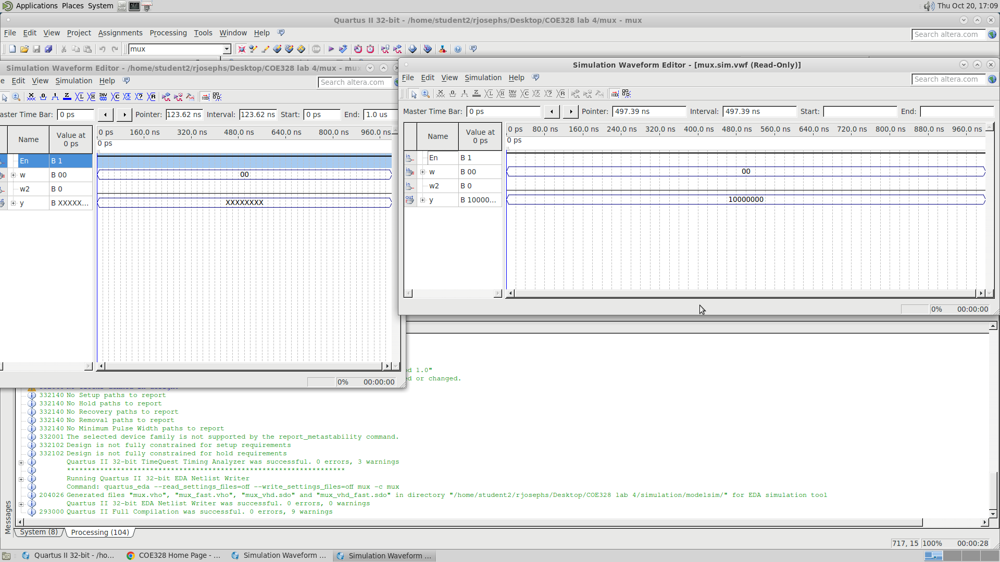 Applications Places System
Thu Oct 20, 17:09
Quartus II 32-bit - /home/student2/rjosephs/Desktop/COE328 lab 4/mux - mux
File Edit View Project Assignments Processing Tools Window Help
Search altera.com
mux
STOP
Simulation Waveform Editor - /home/student2/rjosephs/Desktop/COE328 lab 4/mux - mux
e Edit View Simulation Help
Search altera.com
aster Time Bar: 0 ps Pointer: 123.62 ns Interval: 123.62 ns Start: 0 ps End: 1.0 us
Name Value at 0 ps
0 ps 160.0 ns 320.0 ns 480.0 ns 640.0 ns 800.0 ns 960.0 ns
0 ps
En B 1
w B 00 00
w2 B 0
y B XXXXX... XXXXXXXX
0% 00:00:00
Simulation Waveform Editor - [mux.sim.vwf (Read-Only)]
File Edit View Simulation Help
Search altera.com
Master Time Bar: 0 ps Pointer: 497.39 ns Interval: 497.39 ns Start: End:
Name Value at 0 ps
0 ps 80.0 ns 160.0 ns 240.0 ns 320.0 ns 400.0 ns 480.0 ns 560.0 ns 640.0 ns 720.0 ns 800.0 ns 880.0 ns 960.0 ns
0 ps
in En B 1
in w B 00 00
in w2 B 0
out y B 10000... 10000000
0% 00:00:00
d 1.0"
d or changed.
332140 No Setup paths to report
332140 No Hold paths to report
332140 No Recovery paths to report
332140 No Removal paths to report
332140 No Minimum Pulse Width paths to report
332001 The selected device family is not supported by the report_metastability command.
332102 Design is not fully constrained for setup requirements
332102 Design is not fully constrained for hold requirements
Quartus II 32-bit TimeQuest Timing Analyzer was successful. 0 errors, 3 warnings
*******************************************************************
Running Quartus II 32-bit EDA Netlist Writer
Command: quartus_eda --read_settings_files=off --write_settings_files=off mux -c mux
204026 Generated files "mux.vho", "mux_fast.vho", "mux_vhd.sdo" and "mux_vhd_fast.sdo" in directory "/home/student2/rjosephs/Desktop/COE328 lab 4/simulation/modelsim/" for EDA simulation tool
Quartus II 32-bit EDA Netlist Writer was successful. 0 errors, 0 warnings
293000 Quartus II Full Compilation was successful. 0 errors, 9 warnings
Messages
System (8) Processing (104)
717, 15 100% 00:00:28
Quartus II 32-bit - /ho... COE328 Home Page - ... Simulation Waveform ... Simulation Waveform ...